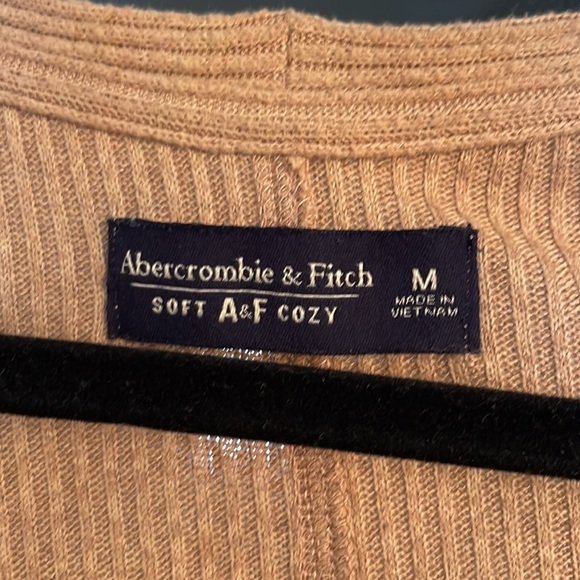 Abercrombie & Fitch
SOFT A&F COZY
M
MADE IN
VIETNAM